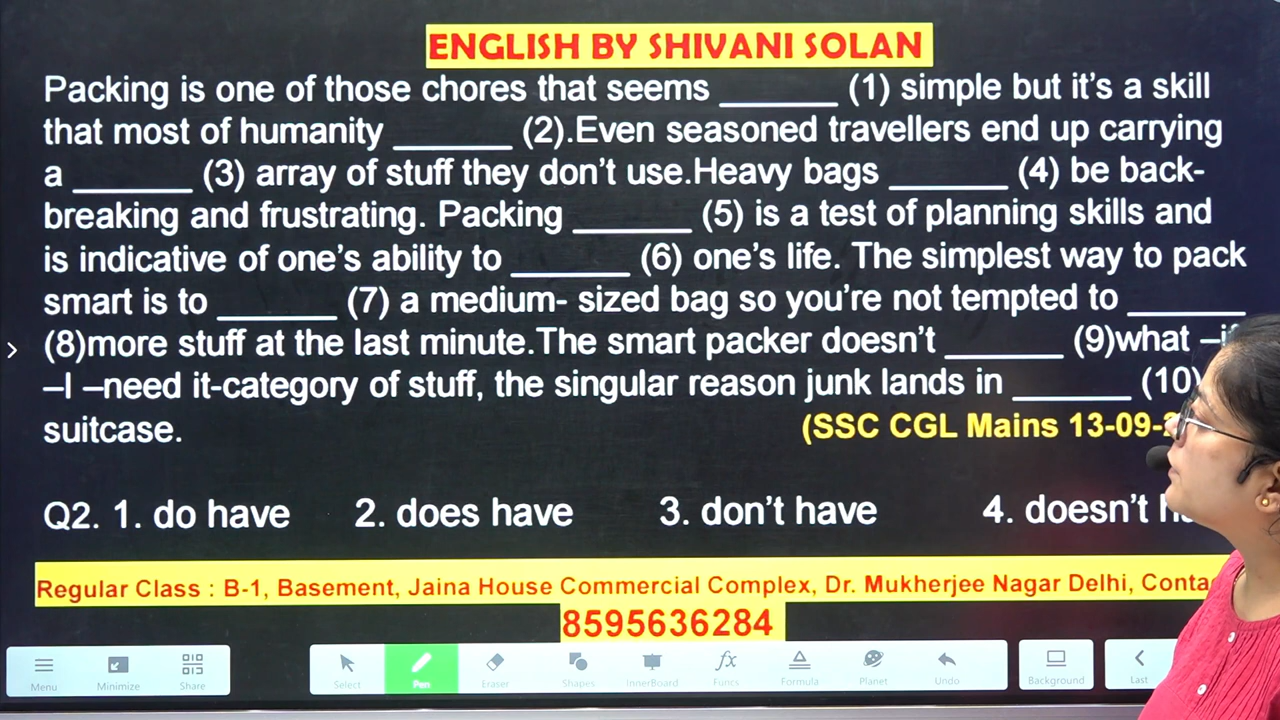 ENGLISH BY SHIVANI SOLAN
Packing is one of those chores that seems _______ (1) simple but it's a skill
that most of humanity _______ (2).Even seasoned travellers end up carrying
a _______ (3) array of stuff they don't use.Heavy bags _______ (4) be back-
breaking and frustrating. Packing _______ (5) is a test of planning skills and
is indicative of one's ability to _______ (6) one's life. The simplest way to pack
smart is to _______ (7) a medium- sized bag so you're not tempted to _______
(8)more stuff at the last minute.The smart packer doesn't _______ (9)what
–I –need it-category of stuff, the singular reason junk lands in _______ (10)
suitcase.
(SSC CGL Mains 13-09-
Q2. 1. do have 2. does have 3. don't have 4. doesn't
Regular Class : B-1, Basement, Jaina House Commercial Complex, Dr. Mukherjee Nagar Delhi,
8595636284
Menu Minimize Share Select Pen Eraser Shapes InnerBoard Funcs Formula Planet Undo Background Last